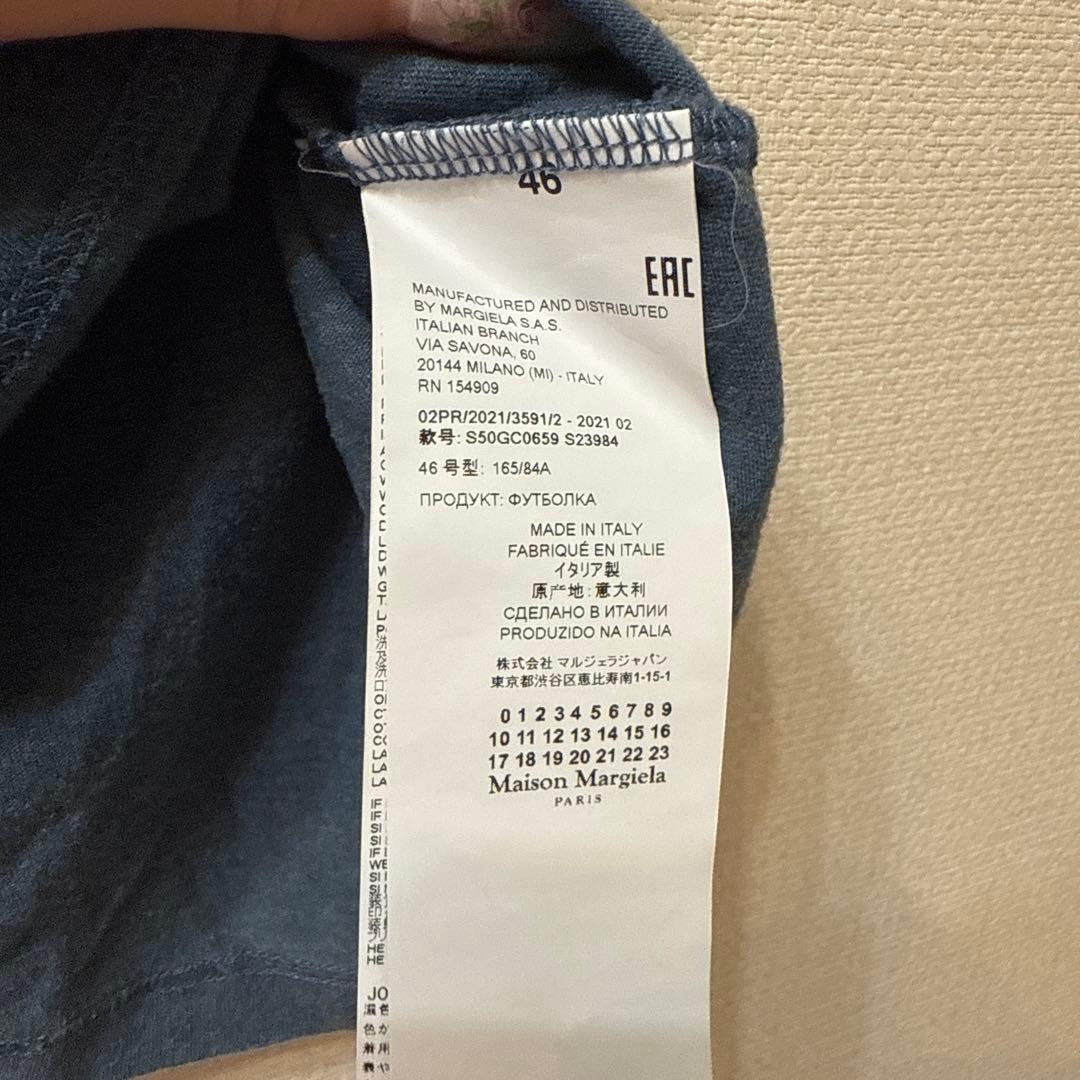 46
EAC
MANUFACTURED AND DISTRIBUTED
BY MARGIELA S.A.S.
ITALIAN BRANCH
VIA SAVONA, 60
20144 MILANO (MI) - ITALY
RN 154909
02PR/2021/3591/2 - 2021 02
款号: S50GC0659 S23984
46 号型: 165/84A
ПРОДУКТ: ФУТБОЛКА
MADE IN ITALY
FABRIQUÉ EN ITALIE
イタリア製
原产地: 意大利
СДЕЛАНО В ИТАЛИИ
PRODUZIDO NA ITALIA
株式会社 マルジェラジャパン
東京都渋谷区恵比寿南1-15-1
0 1 2 3 4 5 6 7 8 9
10 11 12 13 14 15 16
17 18 19 20 21 22 23
Maison Margiela
PARIS